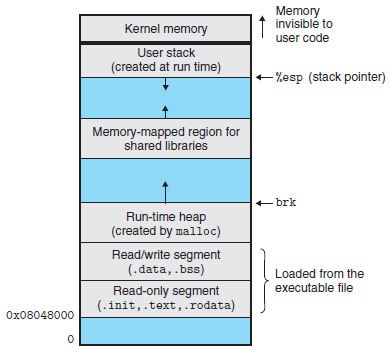 Memory
invisible to
user code
Kernel memory
User stack
(created at run time)
%esp (stack pointer)
Memory-mapped region for
shared libraries
brk
Run-time heap
(created by malloc)
Read/write segment
(.data,.bss)
Read-only segment
(.init,.text,.rodata)
Loaded from the
executable file
0x08048000
0